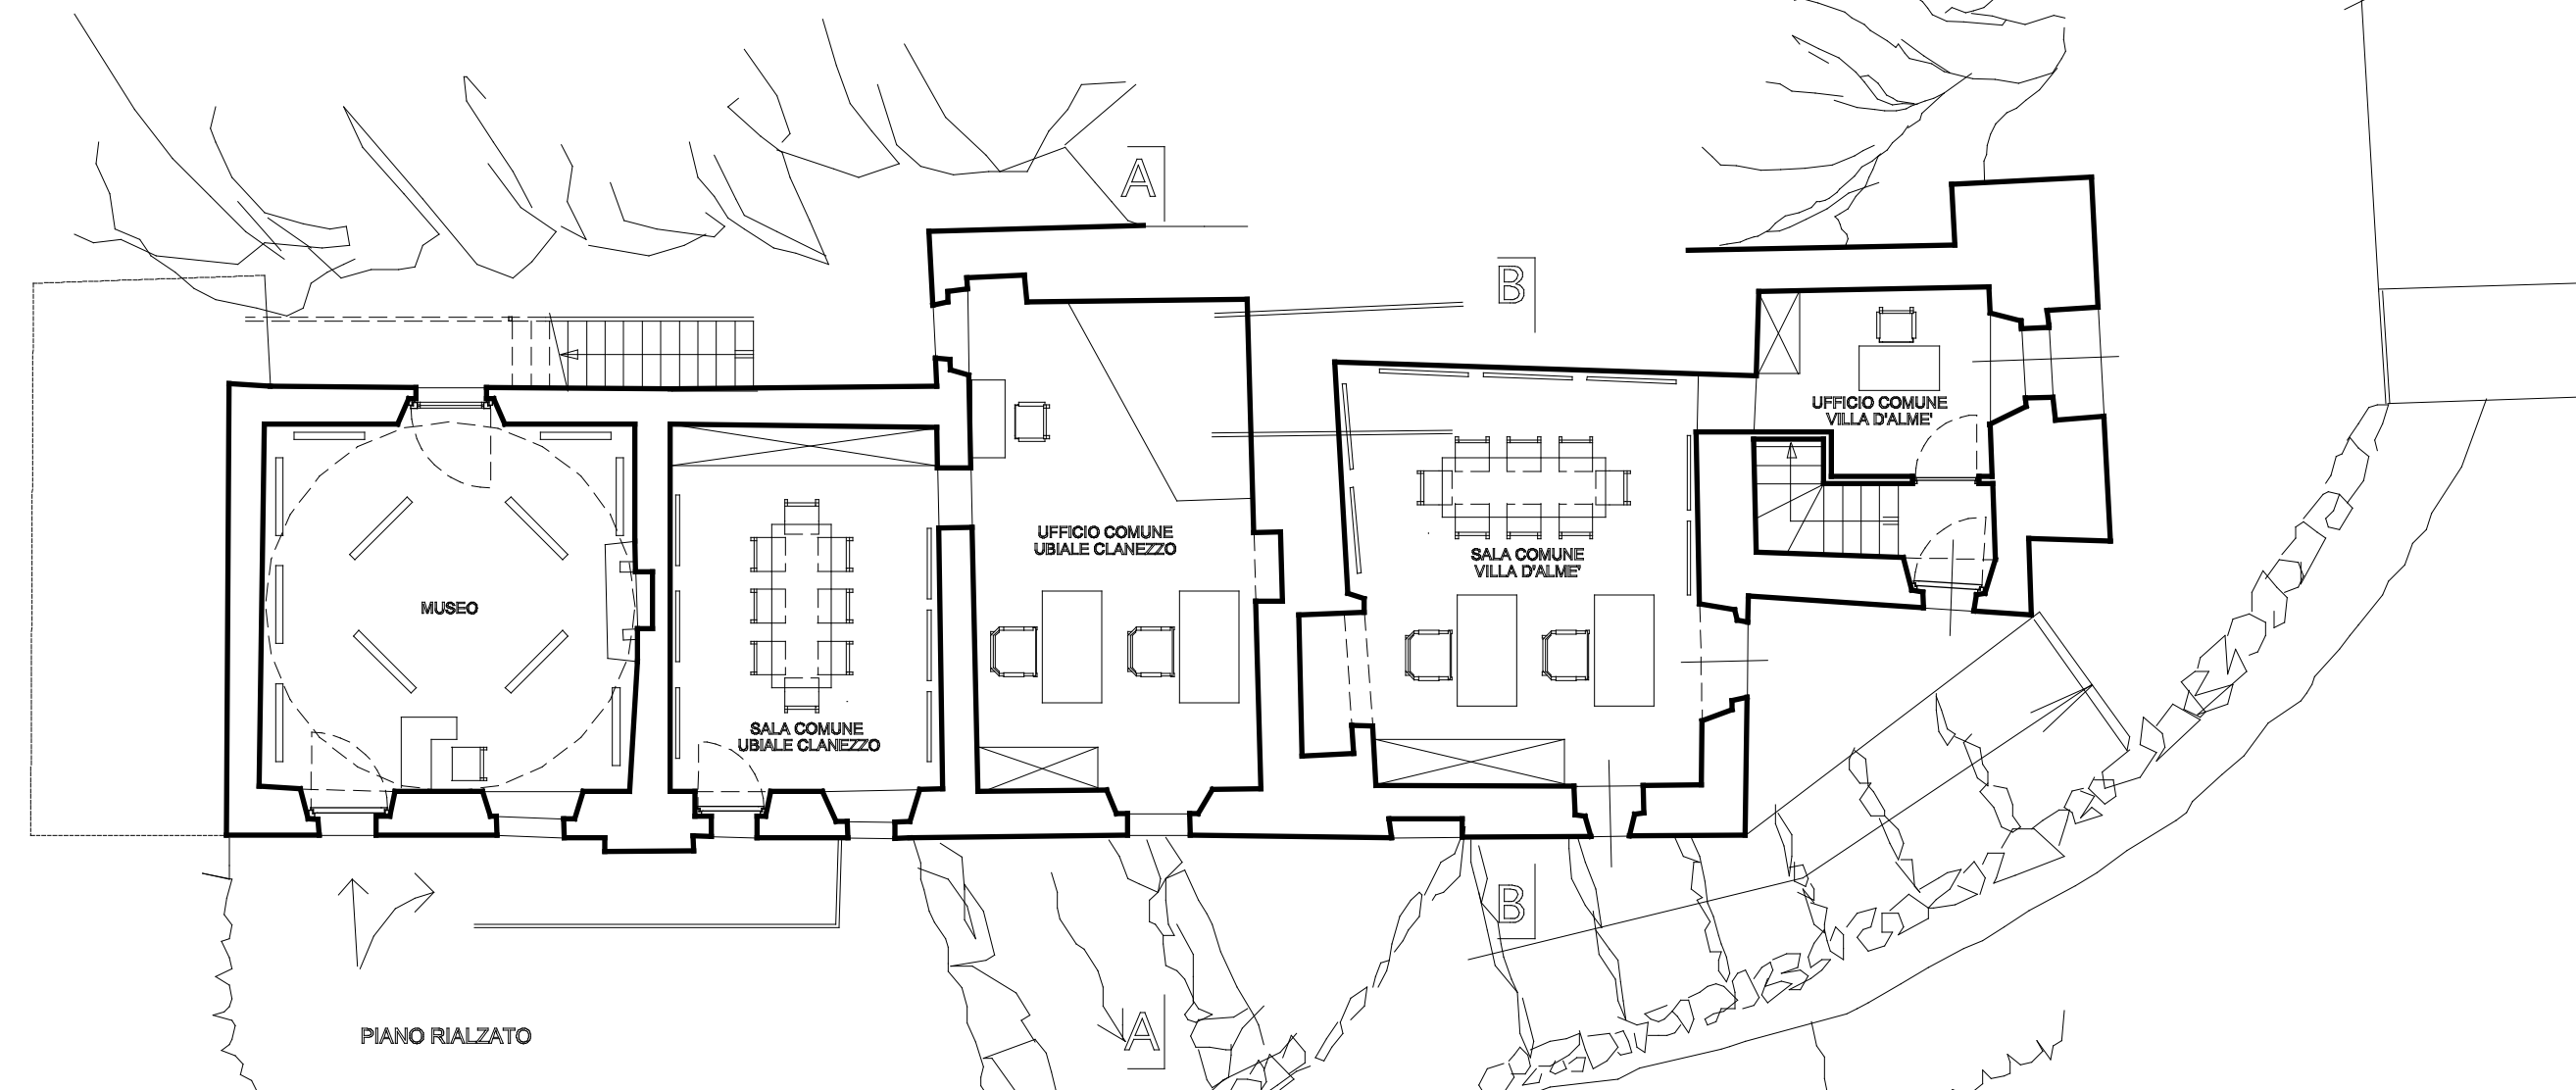 A
B
UFFICIO COMUNE
VILLA D'ALME'
UFFICIO COMUNE
UBIALE CLANEZZO
SALA COMUNE
VILLA D'ALME'
MUSEO
SALA COMUNE
UBIALE CLANEZZO
B
A
PIANO RIALZATO